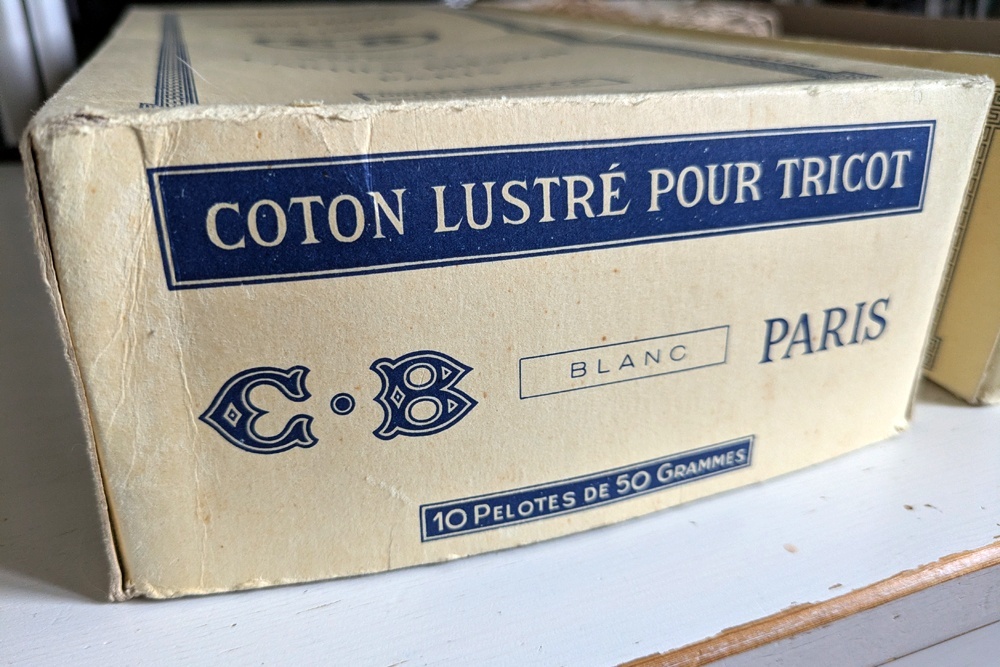 COTON LUSTRÉ POUR TRICOT
C·B BLANC PARIS
10 PELOTES DE 50 GRAMMES